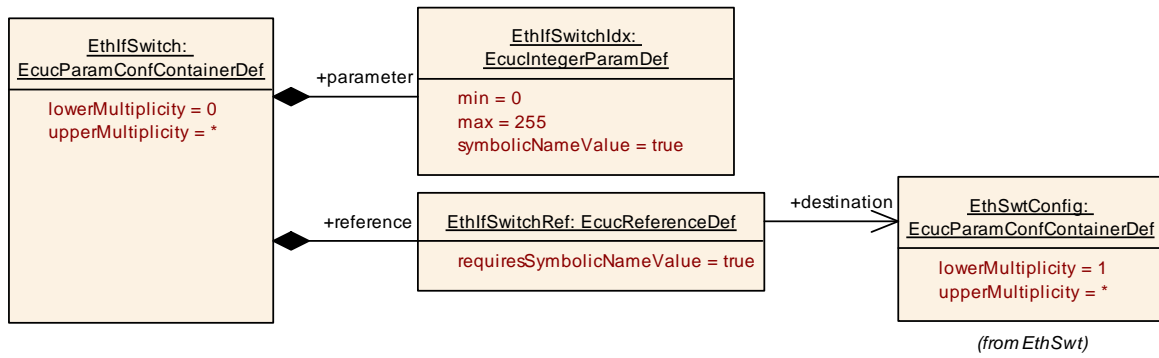 EthIfSwitch:
EcucParamConfContainerDef
lowerMultiplicity = 0
upperMultiplicity = *
+parameter
EthIfSwitchIdx:
EcucIntegerParamDef
min = 0
max = 255
symbolicNameValue = true
+reference
EthIfSwitchRef: EcucReferenceDef
requiresSymbolicNameValue = true
+destination
EthSwtConfig:
EcucParamConfContainerDef
lowerMultiplicity = 1
upperMultiplicity = *
(from EthSwt)